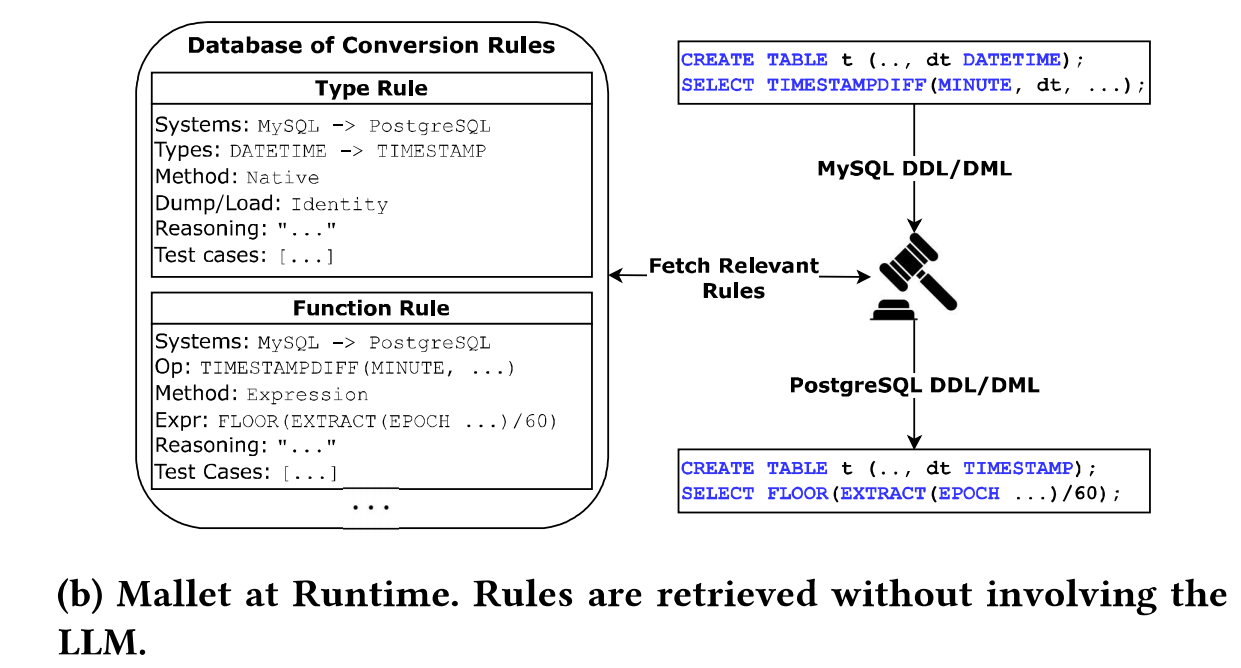 Database of Conversion Rules
Type Rule
Systems: MySQL -> PostgreSQL
Types: DATETIME -> TIMESTAMP
Method: Native
Dump/Load: Identity
Reasoning: "..."
Test cases: [...]
Function Rule
Systems: MySQL -> PostgreSQL
Op: TIMESTAMPDIFF(MINUTE, ...)
Method: Expression
Expr: FLOOR(EXTRACT(EPOCH ...)/60)
Reasoning: "..."
Test Cases: [...]
...
CREATE TABLE t (.., dt DATETIME);
SELECT TIMESTAMPDIFF(MINUTE, dt, ...);
MySQL DDL/DML
Fetch Relevant
Rules
PostgreSQL DDL/DML
CREATE TABLE t (.., dt TIMESTAMP);
SELECT FLOOR(EXTRACT(EPOCH ...)/60);
(b) Mallet at Runtime. Rules are retrieved without involving the
LLM.